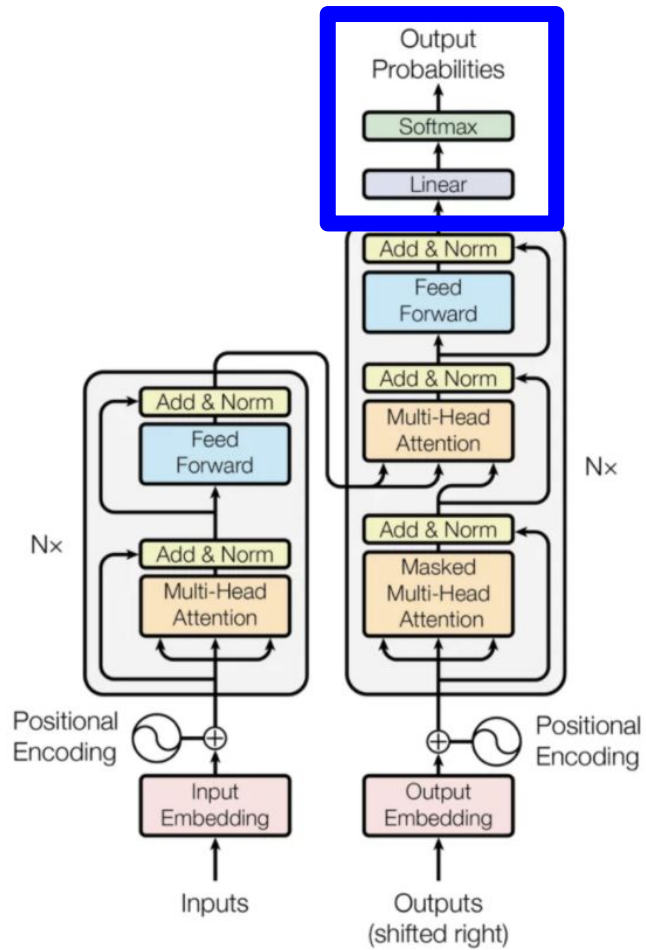 Output
Probabilities
Softmax
Linear
Add & Norm
Feed
Forward
Add & Norm
Multi-Head
Attention
Add & Norm
Masked
Multi-Head
Attention
N×
Add & Norm
Feed
Forward
Add & Norm
Multi-Head
Attention
N×
Positional
Encoding
Positional
Encoding
Input
Embedding
Output
Embedding
Inputs
Outputs
(shifted right)